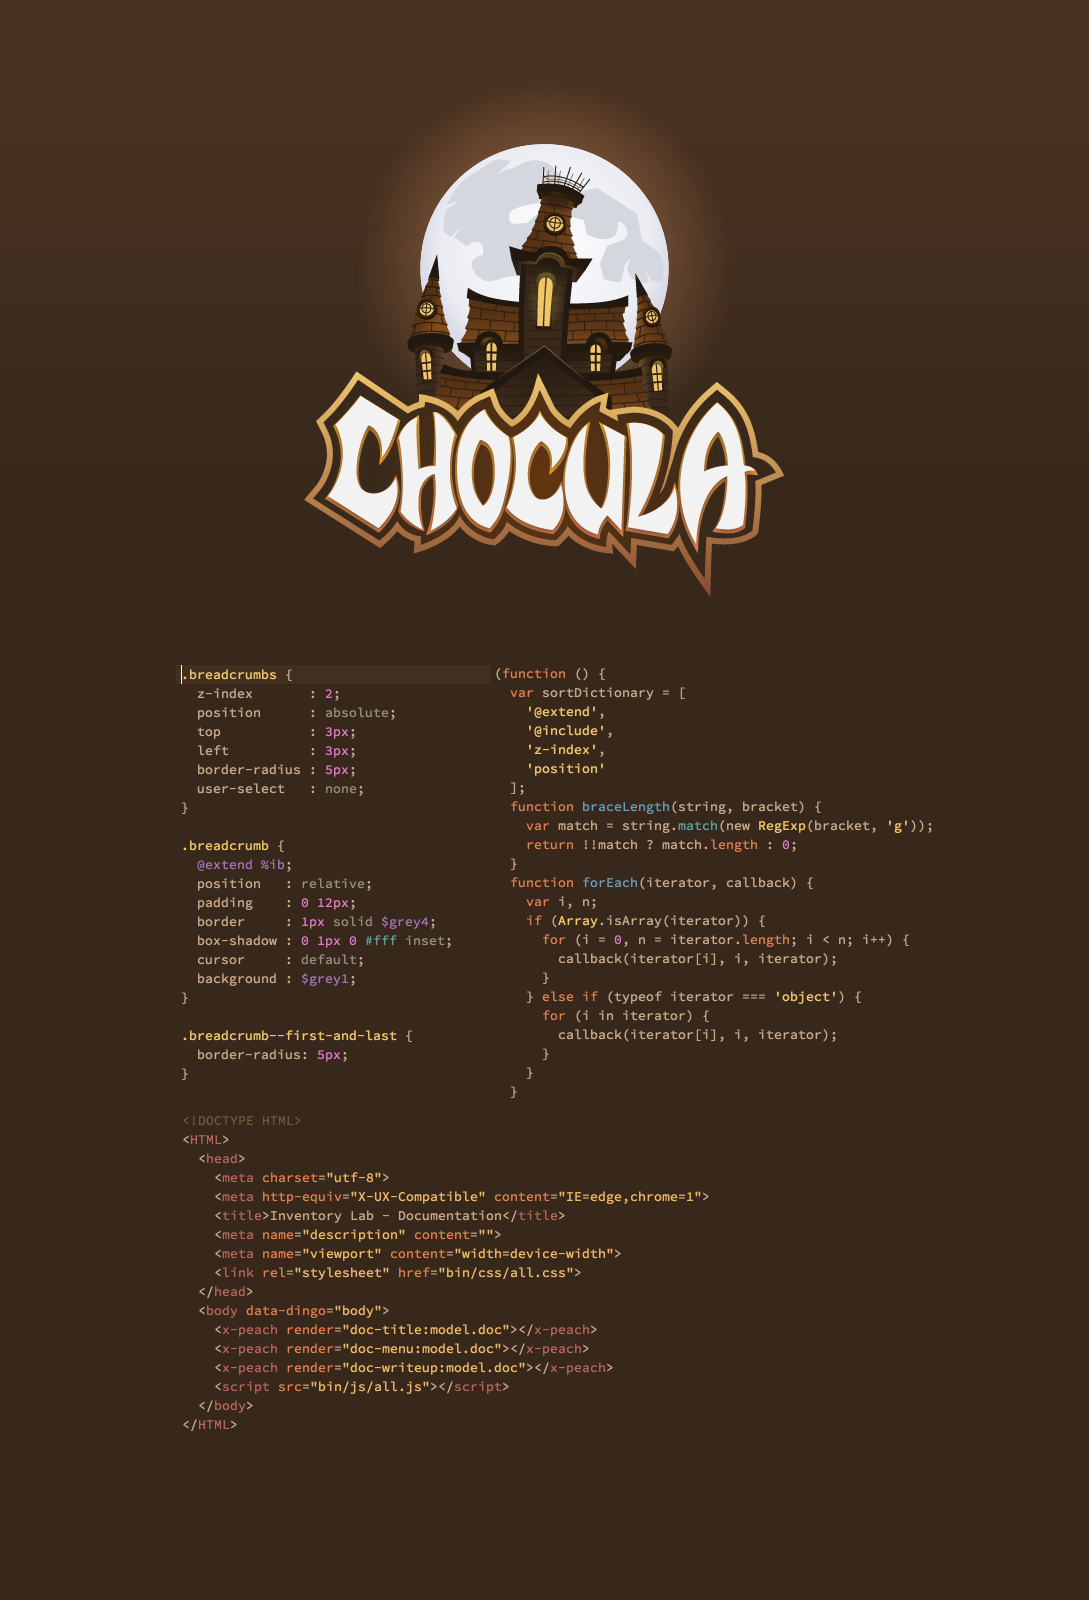 CHOCULA
.breadcrumbs {
  z-index       : 2;
  position      : absolute;
  top           : 3px;
  left          : 3px;
  border-radius : 5px;
  user-select   : none;
}
.breadcrumb {
  @extend %ib;
  position   : relative;
  padding    : 0 12px;
  border     : 1px solid $grey4;
  box-shadow : 0 1px 0 #fff inset;
  cursor     : default;
  background : $grey1;
}
.breadcrumb--first-and-last {
  border-radius: 5px;
}
(function () {
  var sortDictionary = [
    '@extend',
    '@include',
    'z-index',
    'position'
  ];
  function braceLength(string, bracket) {
    var match = string.match(new RegExp(bracket, 'g'));
    return !!match ? match.length : 0;
  }
  function forEach(iterator, callback) {
    var i, n;
    if (Array.isArray(iterator)) {
      for (i = 0, n = iterator.length; i < n; i++) {
        callback(iterator[i], i, iterator);
      }
    } else if (typeof iterator === 'object') {
      for (i in iterator) {
        callback(iterator[i], i, iterator);
      }
    }
  }
<!DOCTYPE HTML>
<HTML>
  <head>
    <meta charset="utf-8">
    <meta http-equiv="X-UX-Compatible" content="IE=edge,chrome=1">
    <title>Inventory Lab - Documentation</title>
    <meta name="description" content="">
    <meta name="viewport" content="width=device-width">
    <link rel="stylesheet" href="bin/css/all.css">
  </head>
  <body data-dingo="body">
    <x-peach render="doc-title:model.doc"></x-peach>
    <x-peach render="doc-menu:model.doc"></x-peach>
    <x-peach render="doc-writeup:model.doc"></x-peach>
    <script src="bin/js/all.js"></script>
  </body>
</HTML>